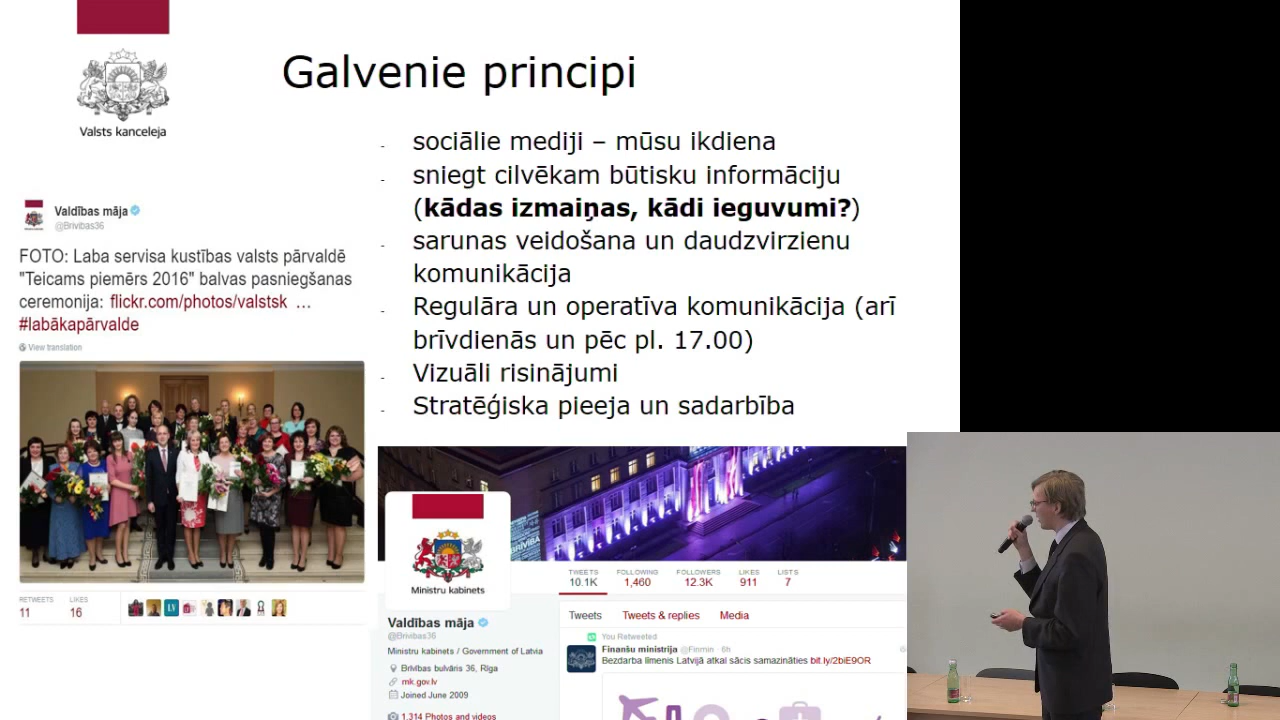 Valsts kanceleja
Galvenie principi
- sociālie mediji – mūsu ikdiena
- sniegt cilvēkam būtisku informāciju
(kādas izmaiņas, kādi ieguvumi?)
- sarunas veidošana un daudzvirzienu
komunikācija
- Regulāra un operatīva komunikācija (arī
brīvdienās un pēc pl. 17.00)
- Vizuāli risinājumi
- Stratēģiska pieeja un sadarbība
Valdības māja
@Brivibas36
FOTO: Laba servisa kustības valsts pārvaldē
"Teicams piemērs 2016" balvas pasniegšanas
ceremonija: flickr.com/photos/valstsk …
#labākapārvalde
View translation
RETWEETS LIKES
11 16
LV
BRĪVĪBA
Ministru kabinets
TWEETS FOLLOWING FOLLOWERS LIKES LISTS
10.1K 1,460 12.3K 911 7
Valdības māja
@Brivibas36
Ministru kabinets / Government of Latvia
Brīvības bulvāris 36, Rīga
mk.gov.lv
Joined June 2009
1,314 Photos and videos
Tweets Tweets & replies Media
You Retweeted
Finanšu ministrija @Finmin · 6h
Bezdarba līmenis Latvijā atkal sācis samazināties bit.ly/2biE9OR